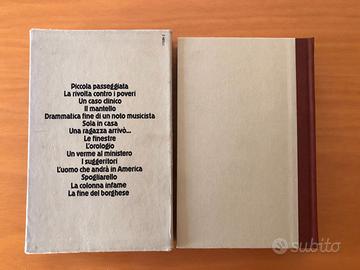 Piccola passeggiata
La rivolta contro i poveri
Un caso clinico
Il mantello
Drammatica fine di un noto musicista
Sola in casa
Una ragazza arrivò...
Le finestre
L'orologio
Un verme al ministero
I suggeritori
L'uomo che andrà in America
Spogliarello
La colonna infame
La fine del borghese
subito